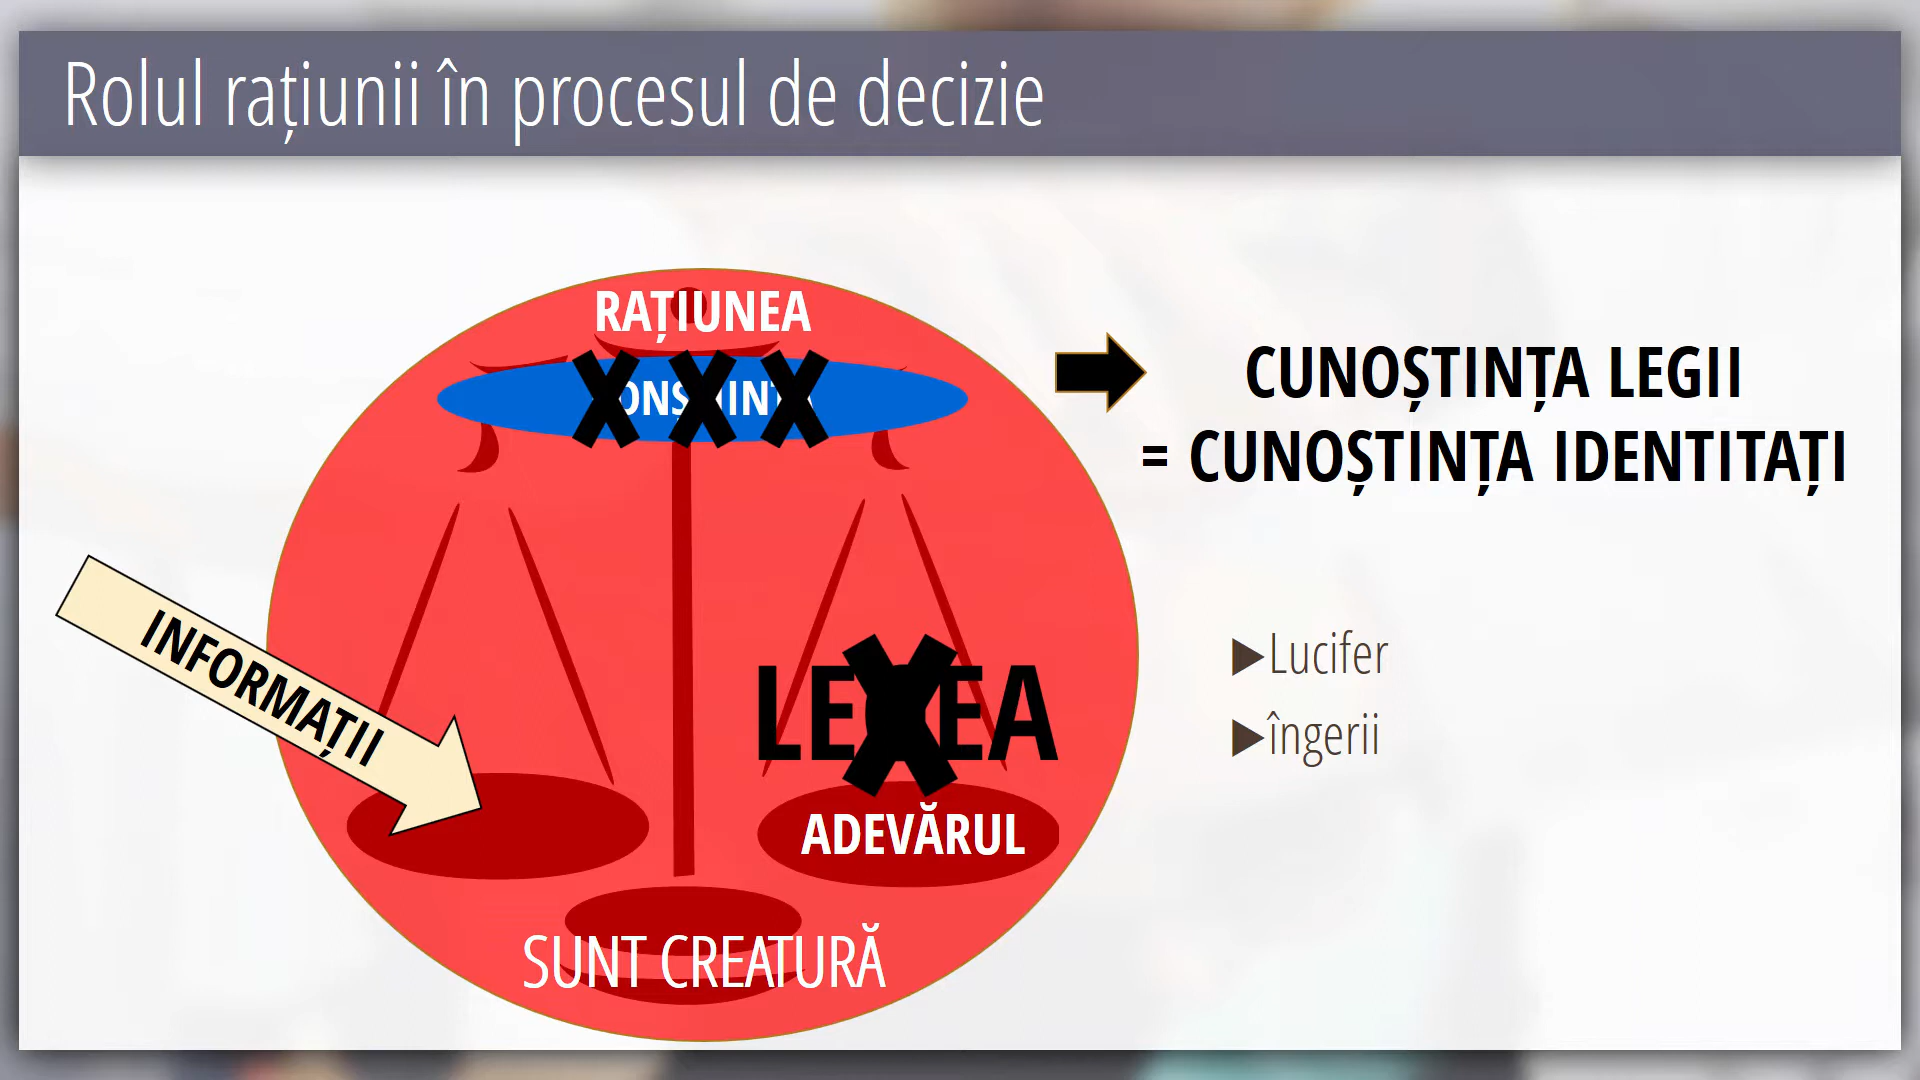 Rolul rațiunii în procesul de decizie
RAȚIUNEA
CUNOȘTINȚA LEGII
= CUNOȘTINȚA IDENTITAȚI
INFORMAȚII
Lucifer
îngerii
ADEVĂRUL
SUNT CREATURĂ